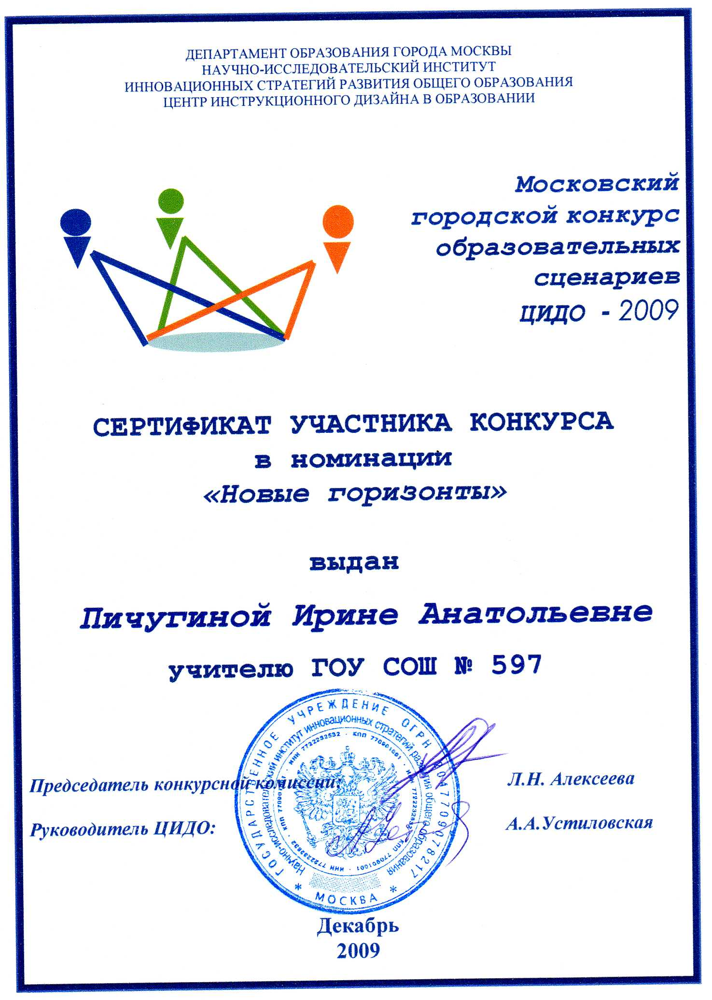 ДЕПАРТАМЕНТ ОБРАЗОВАНИЯ ГОРОДА МОСКВЫ
НАУЧНО-ИССЛЕДОВАТЕЛЬСКИЙ ИНСТИТУТ
ИННОВАЦИОННЫХ СТРАТЕГИЙ РАЗВИТИЯ ОБЩЕГО ОБРАЗОВАНИЯ
ЦЕНТР ИНСТРУКЦИОННОГО ДИЗАЙНА В ОБРАЗОВАНИИ
Московский
городской конкурс
образовательных
сценариев
ЦИДО - 2009
СЕРТИФИКАТ УЧАСТНИКА КОНКУРСА
в номинации
«Новые горизонты»
выдан
Пичугиной Ирине Анатольевне
учителю ГОУ СОШ № 597
Председатель конкурсной комиссии: Л.Н. Алексеева
Руководитель ЦИДО: А.А.Устиловская
ГОСУДАРСТВЕННОЕ УЧРЕЖДЕНИЕ ОГРН
Научно-исследовательский институт инновационных стратегий развития общего образования
ИНН 7722232532 · КПП 770901001
* МОСКВА *
Декабрь
2009